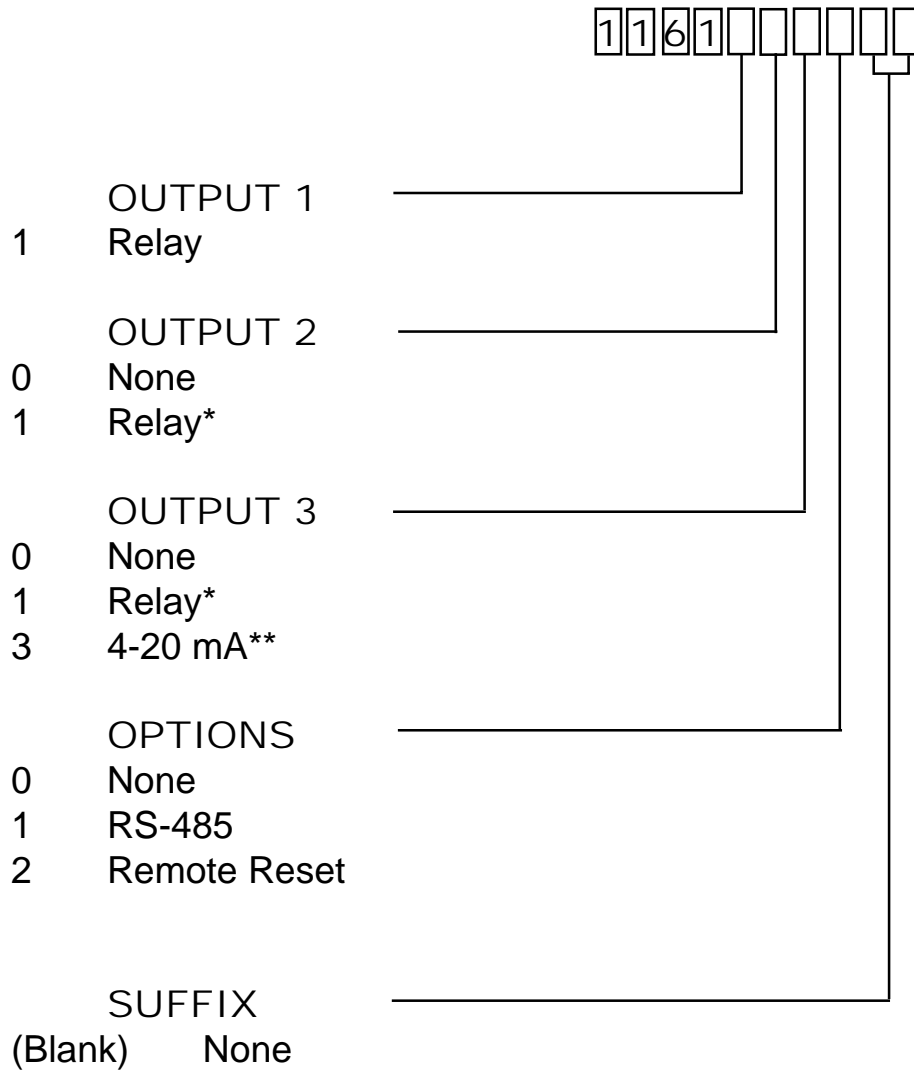 1161
OUTPUT 1
1 Relay
OUTPUT 2
0 None
1 Relay*
OUTPUT 3
0 None
1 Relay*
3 4-20 mA**
OPTIONS
0 None
1 RS-485
2 Remote Reset
SUFFIX
(Blank) None